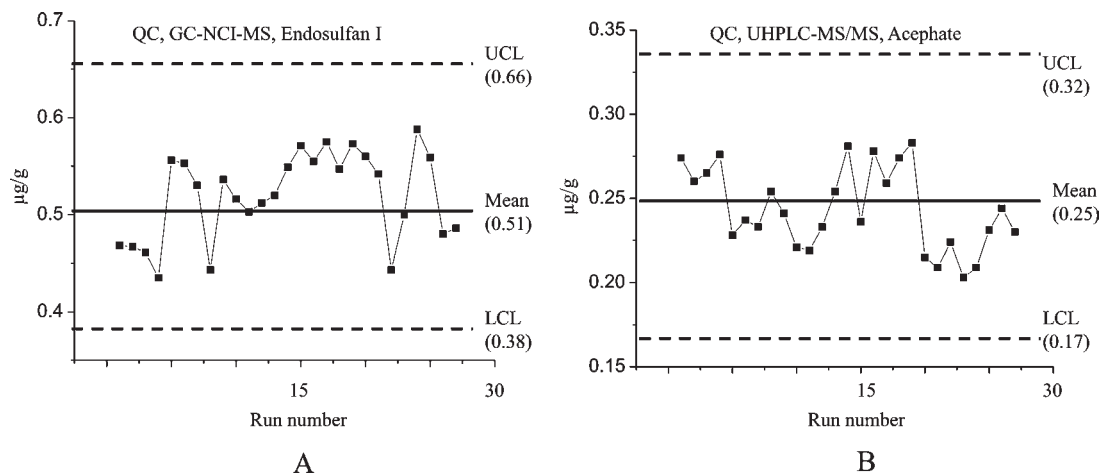 QC, GC-NCI-MS, Endosulfan I
0.7
0.6
0.5
0.4
µg/g
UCL
(0.66)
Mean
(0.51)
LCL
(0.38)
15
30
Run number
A
QC, UHPLC-MS/MS, Acephate
0.35
0.30
0.25
0.20
0.15
µg/g
UCL
(0.32)
Mean
(0.25)
LCL
(0.17)
15
30
Run number
B